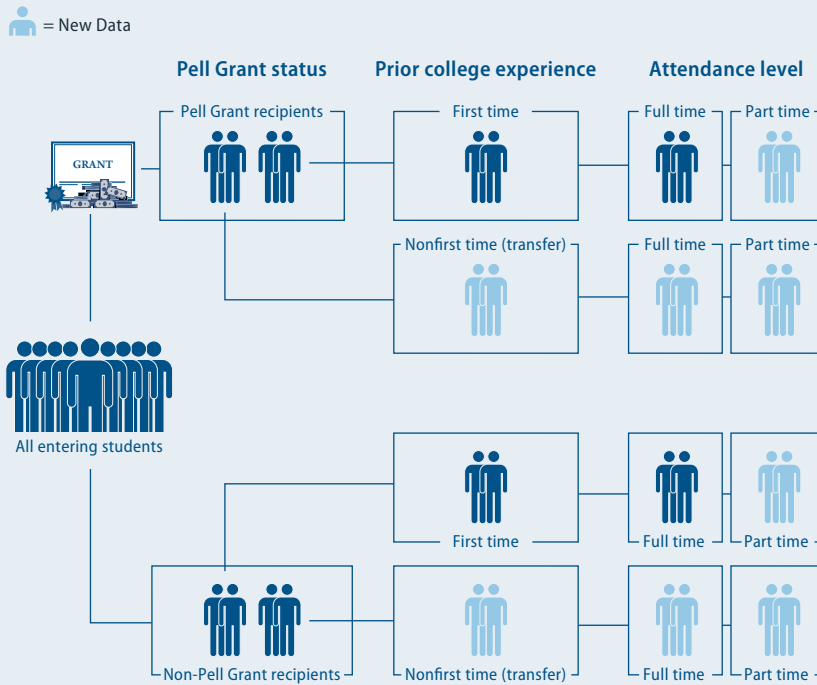 = New Data
Pell Grant status Prior college experience Attendance level
Pell Grant recipients First time Full time Part time
GRANT
Nonfirst time (transfer) Full time Part time
All entering students
First time Full time Part time
Non-Pell Grant recipients Nonfirst time (transfer) Full time Part time